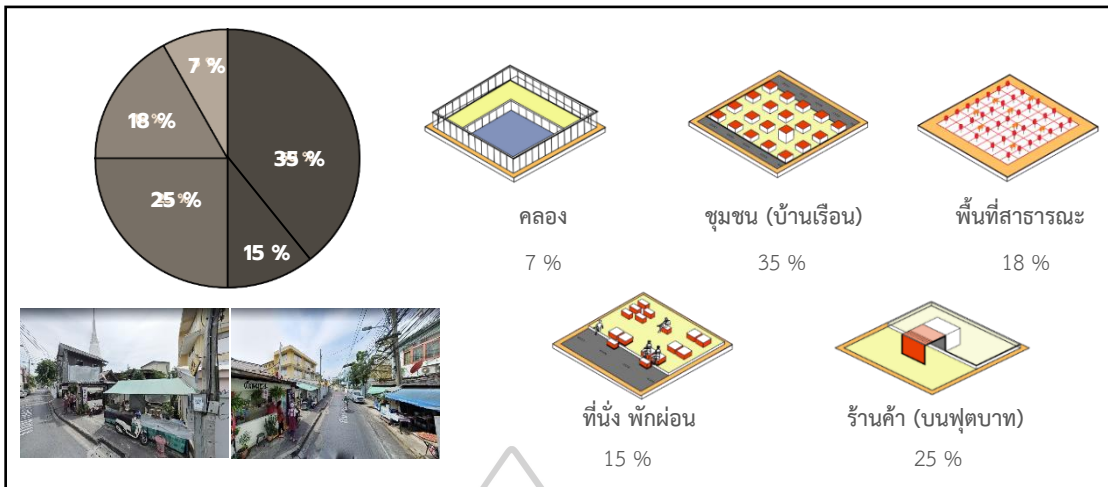 7 %
18 %
35 %
25 %
15 %
คลอง
7 %
ชุมชน (บ้านเรือน)
35 %
พื้นที่สาธารณะ
18 %
ที่นั่ง พักผ่อน
15 %
ร้านค้า (บนฟุตบาท)
25 %